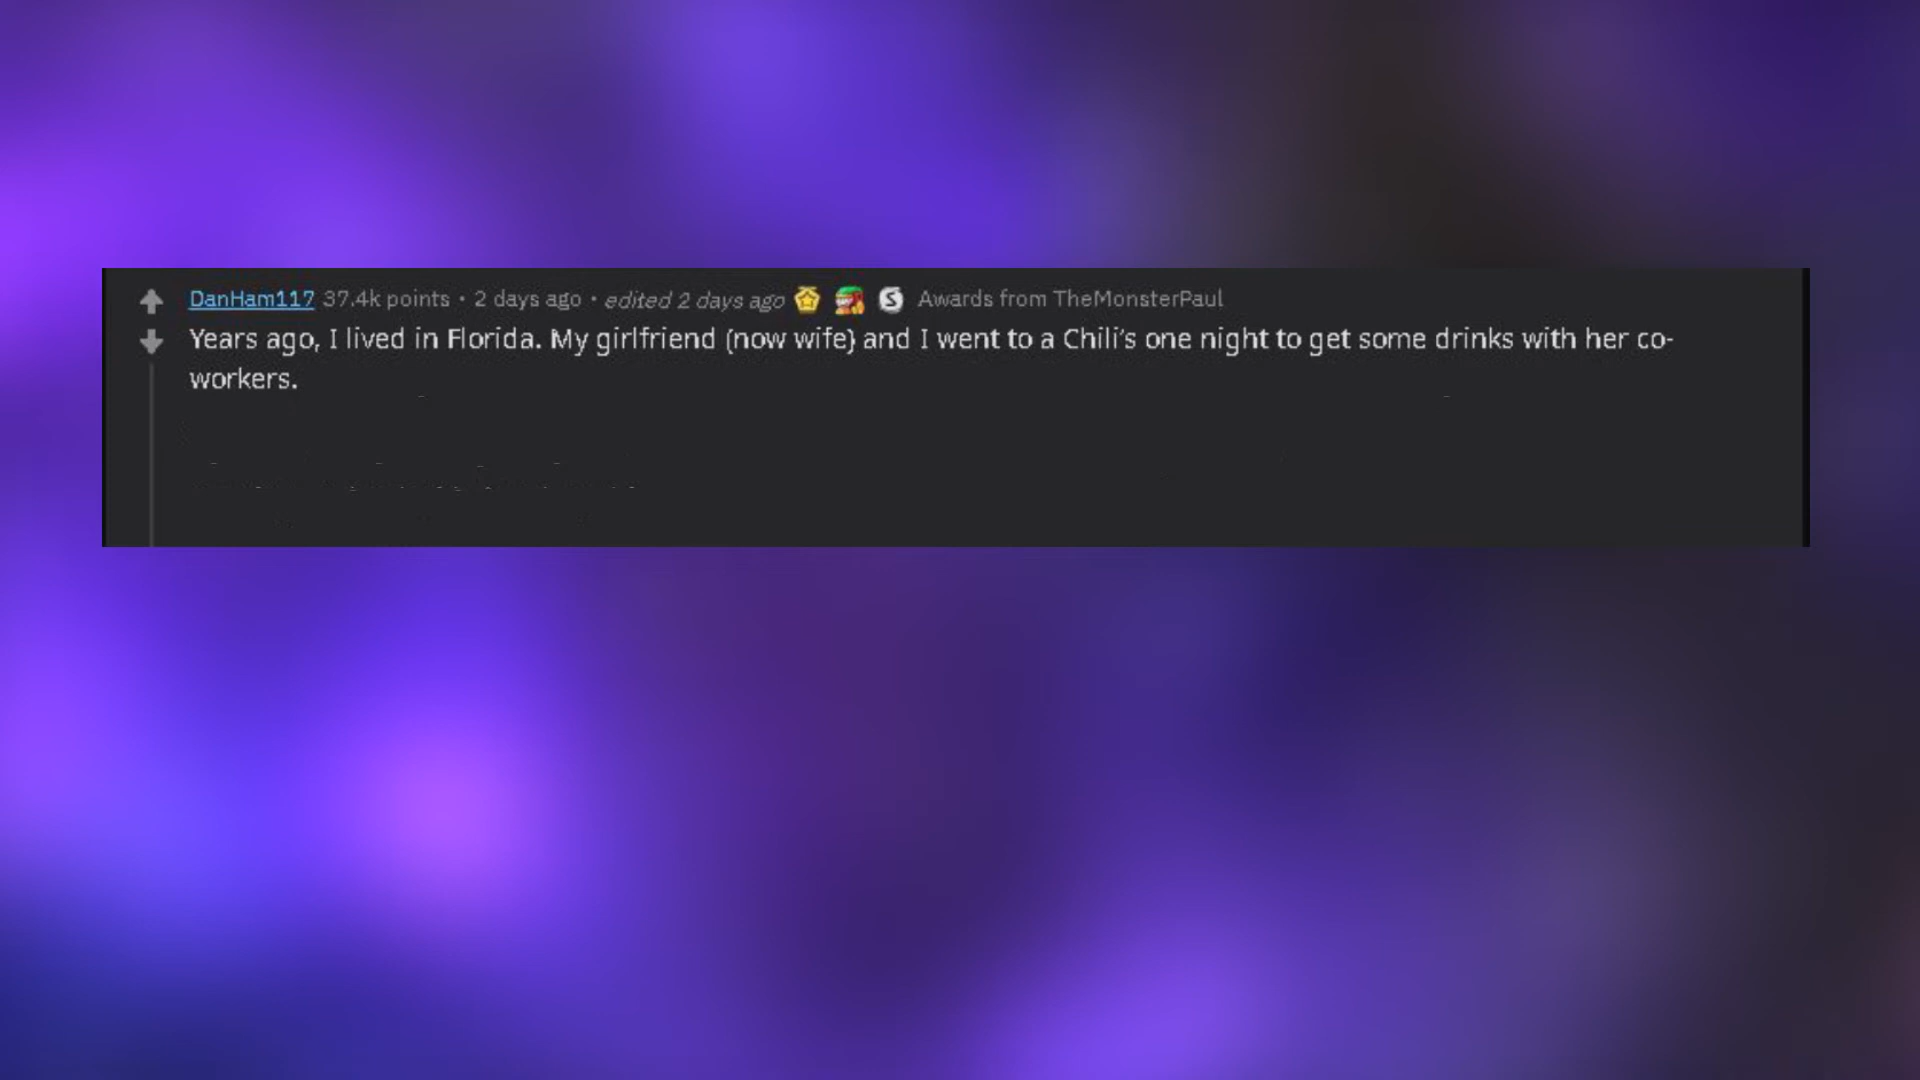 DanHam117 37.4k points • 2 days ago • edited 2 days ago S Awards from TheMonsterPaul
Years ago, I lived in Florida. My girlfriend (now wife) and I went to a Chili's one night to get some drinks with her co-
workers.